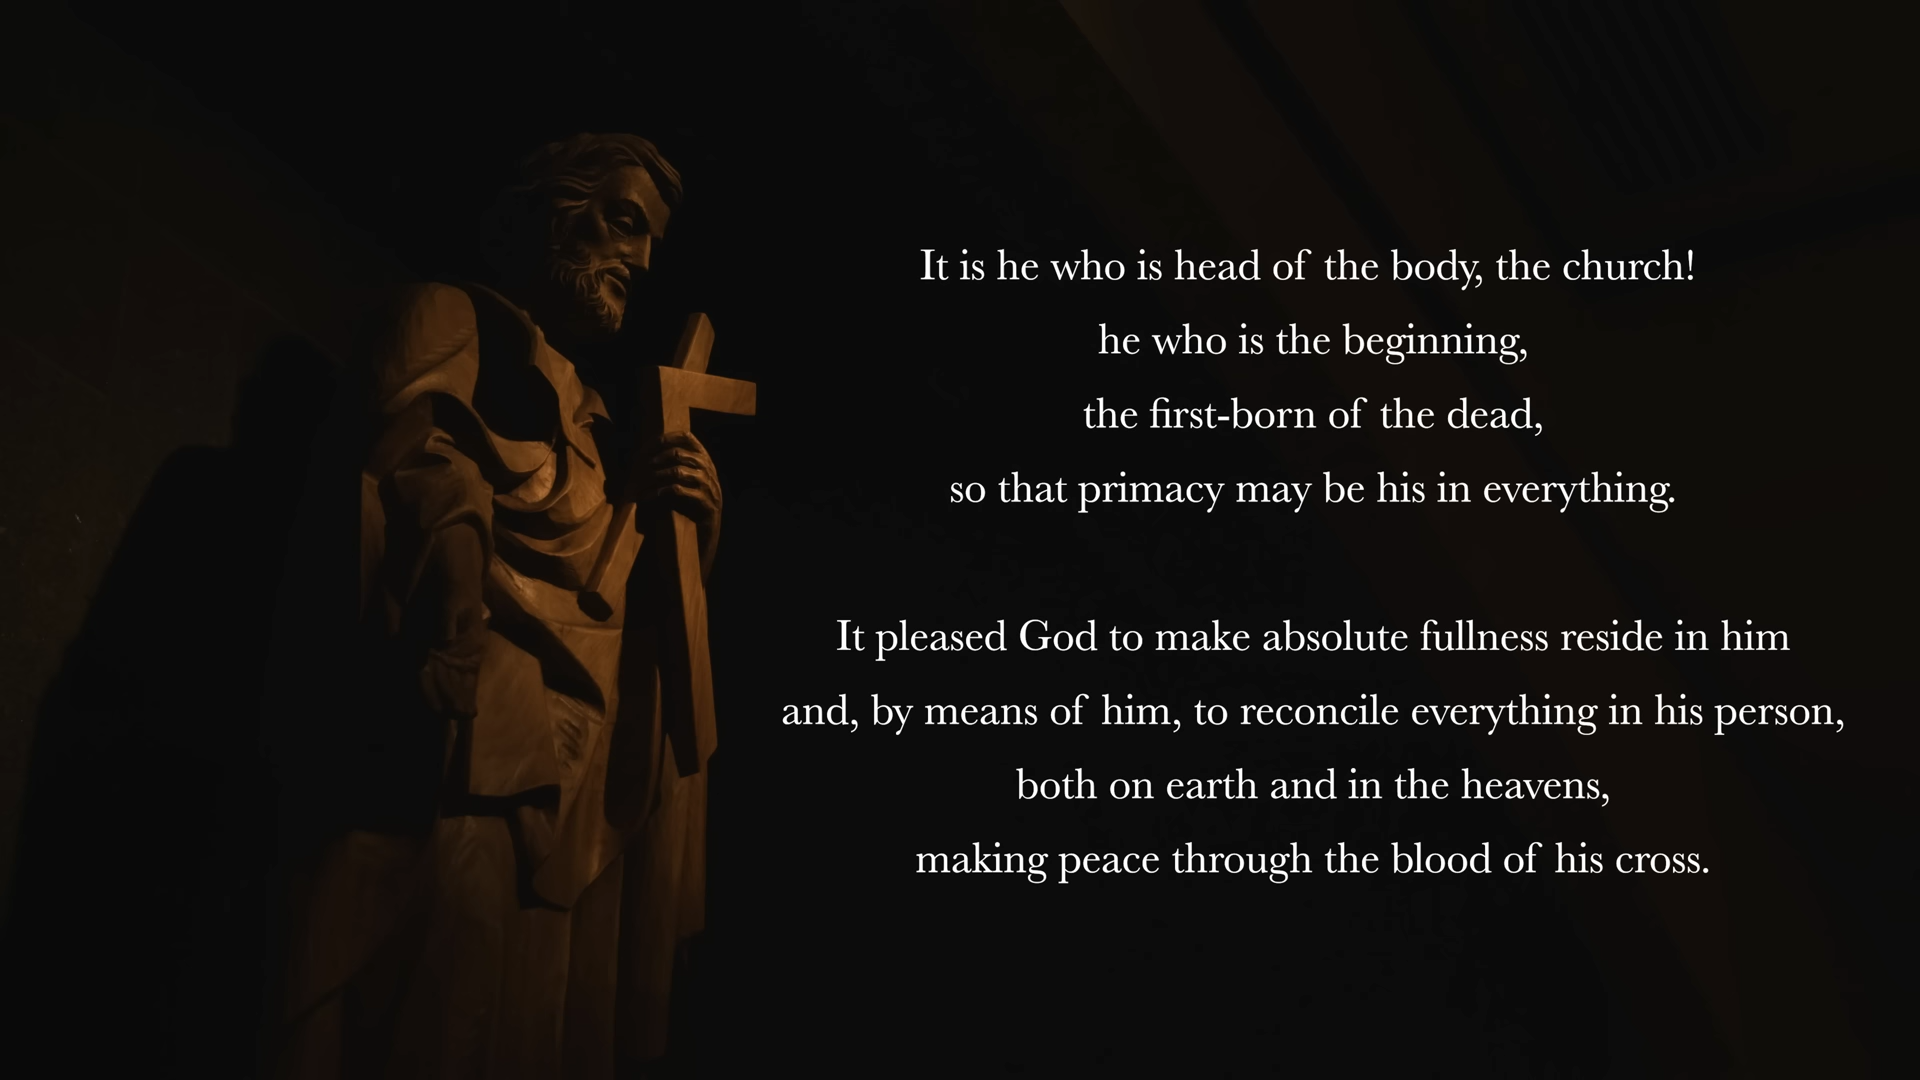 It is he who is head of the body, the church!
he who is the beginning,
the first-born of the dead,
so that primacy may be his in everything.
It pleased God to make absolute fullness reside in him
and, by means of him, to reconcile everything in his person,
both on earth and in the heavens,
making peace through the blood of his cross.